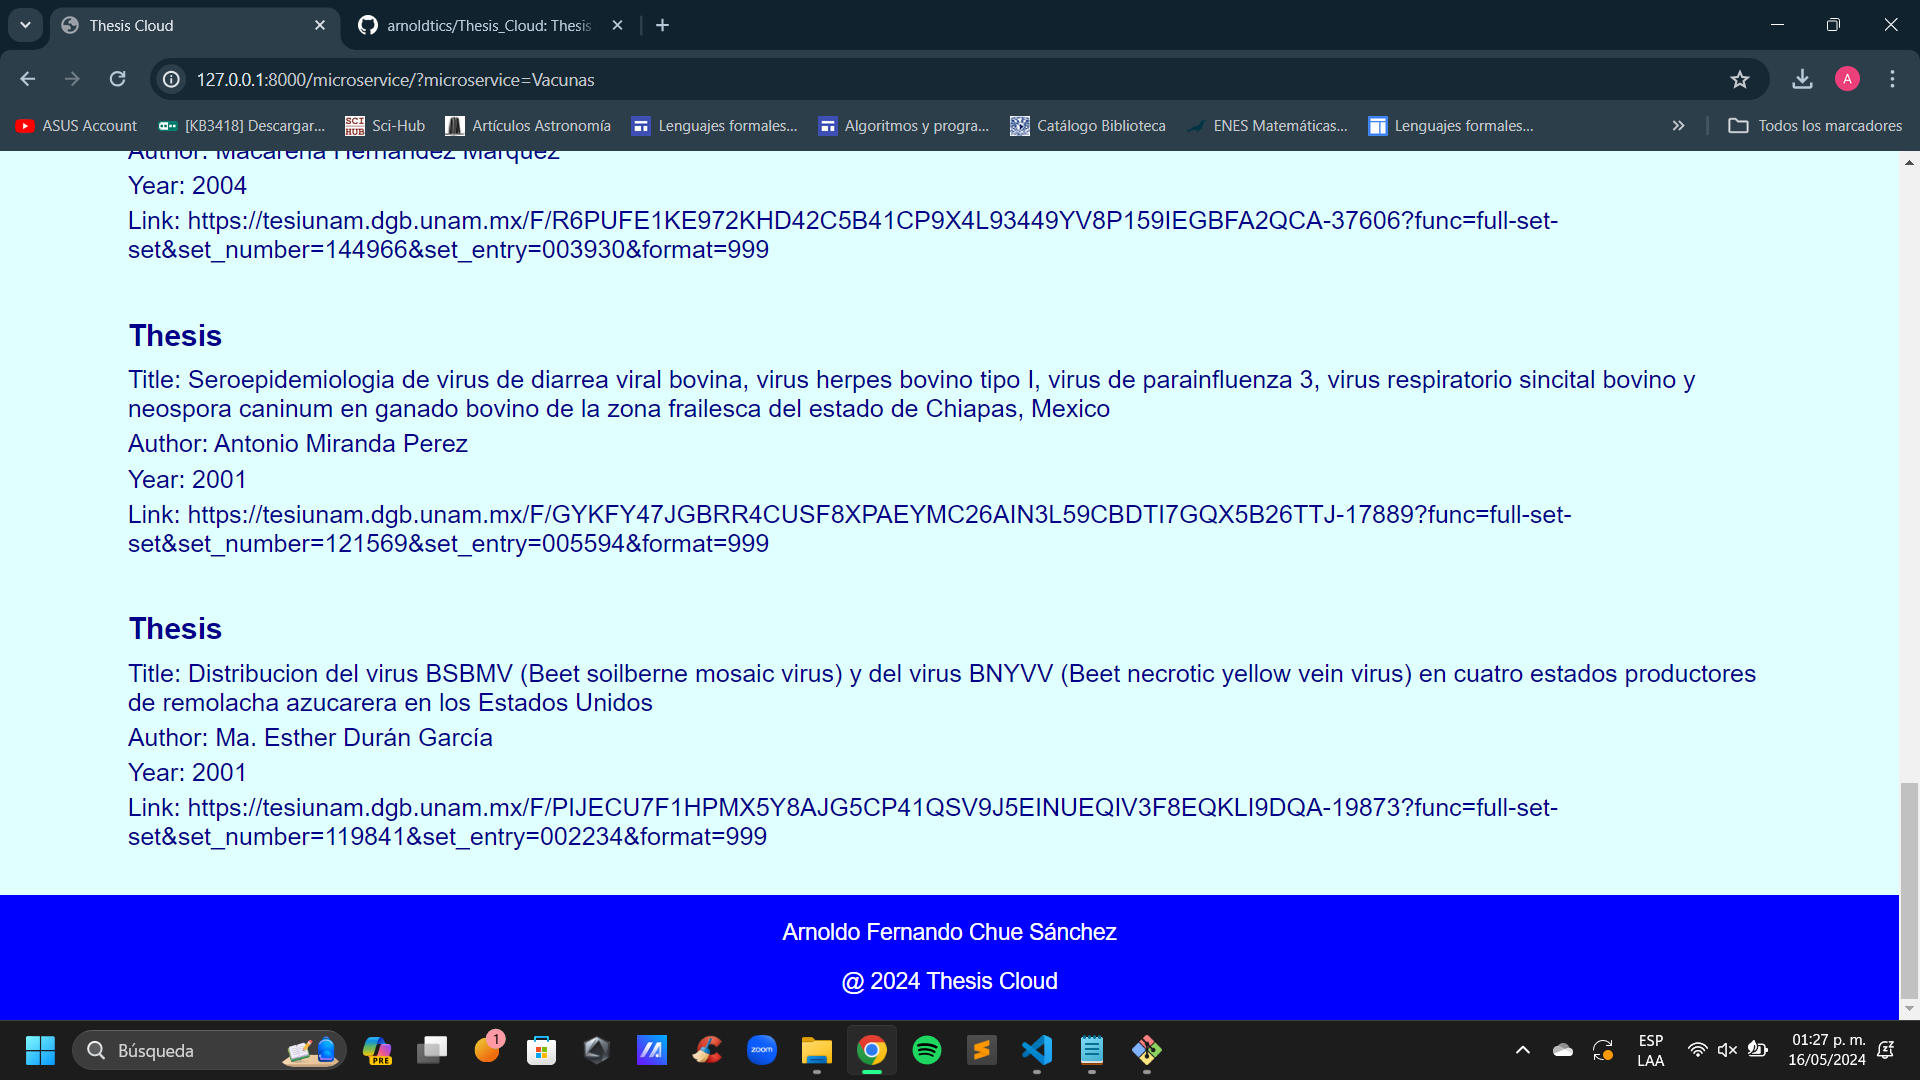 Thesis Cloud
arnoldtics/Thesis_Cloud: Thesis
127.0.0.1:8000/microservice/?microservice=Vacunas
A
ASUS Account
[KB3418] Descargar...
SCI HUB
Sci-Hub
Artículos Astronomía
Lenguajes formales...
Algoritmos y progra...
Catálogo Biblioteca
ENES Matemáticas...
Lenguajes formales...
Todos los marcadores
Author: Macarena Hernandez Marquez
Year: 2004
Link: https://tesiunam.dgb.unam.mx/F/R6PUFE1KE972KHD42C5B41CP9X4L93449YV8P159IEGBFA2QCA-37606?func=full-set-
set&set_number=144966&set_entry=003930&format=999
Thesis
Title: Seroepidemiologia de virus de diarrea viral bovina, virus herpes bovino tipo I, virus de parainfluenza 3, virus respiratorio sincital bovino y
neospora caninum en ganado bovino de la zona frailesca del estado de Chiapas, Mexico
Author: Antonio Miranda Perez
Year: 2001
Link: https://tesiunam.dgb.unam.mx/F/GYKFY47JGBRR4CUSF8XPAEYMC26AIN3L59CBDTI7GQX5B26TTJ-17889?func=full-set-
set&set_number=121569&set_entry=005594&format=999
Thesis
Title: Distribucion del virus BSBMV (Beet soilberne mosaic virus) y del virus BNYVV (Beet necrotic yellow vein virus) en cuatro estados productores
de remolacha azucarera en los Estados Unidos
Author: Ma. Esther Durán García
Year: 2001
Link: https://tesiunam.dgb.unam.mx/F/PIJECU7F1HPMX5Y8AJG5CP41QSV9J5EINUEQIV3F8EQKLI9DQA-19873?func=full-set-
set&set_number=119841&set_entry=002234&format=999
Arnoldo Fernando Chue Sánchez
@ 2024 Thesis Cloud
Búsqueda
PRE
1
zoom
ESP
LAA
01:27 p. m.
16/05/2024